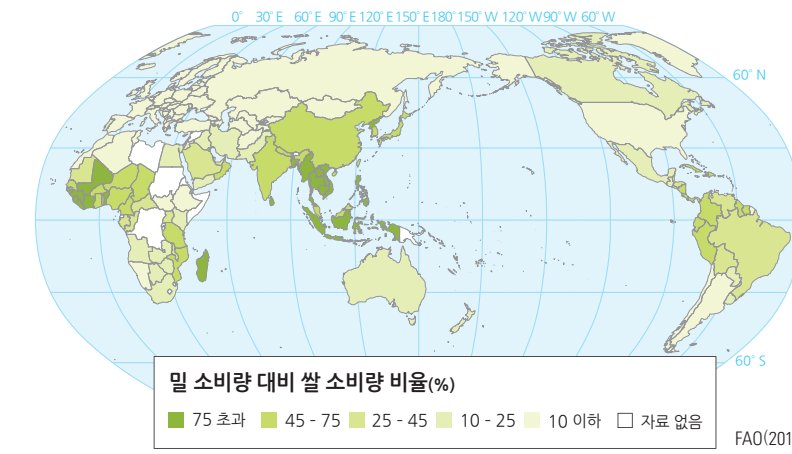 0° 30°E 60°E 90°E 120°E 150°E 180° 150°W 120°W 90°W 60°W
60°N
60°S
밀 소비량 대비 쌀 소비량 비율(%)
75 초과 45 - 75 25 - 45 10 - 25 10 이하 자료 없음
FAO(201